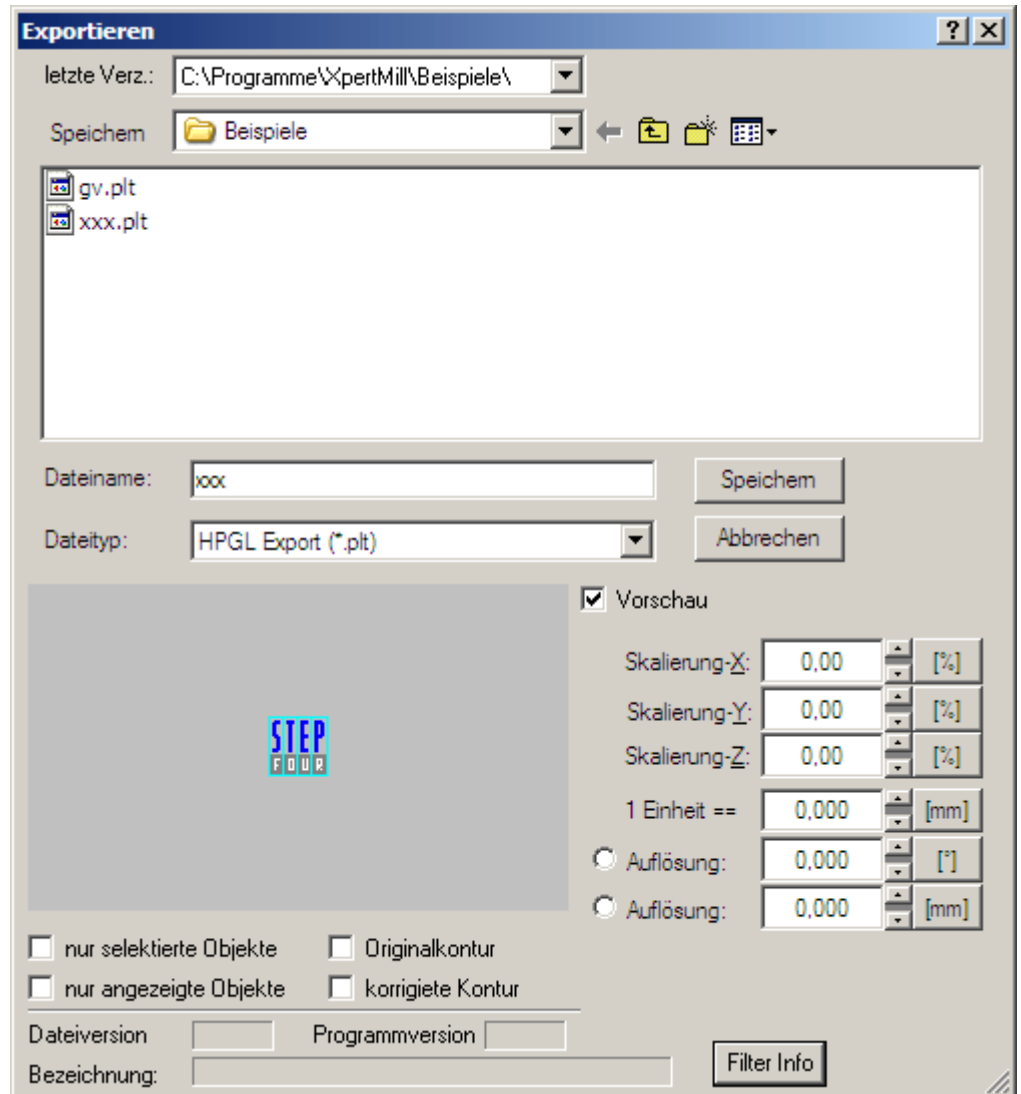 Exportieren
letzte Verz.: C:\Programme\XpertMill\Beispiele\
Speichern Beispiele
gv.plt
xxx.plt
Dateiname: xxx Speichern
Dateityp: HPGL Export (*.plt) Abbrechen
Vorschau
Skalierung-X: 0,00 [%]
Skalierung-Y: 0,00 [%]
Skalierung-Z: 0,00 [%]
STEP
FOUR
1 Einheit == 0,000 [mm]
Auflösung: 0,000 [°]
Auflösung: 0,000 [mm]
nur selektierte Objekte Originalkontur
nur angezeigte Objekte korrigiete Kontur
Dateiversion Programmversion
Bezeichnung: Filter Info